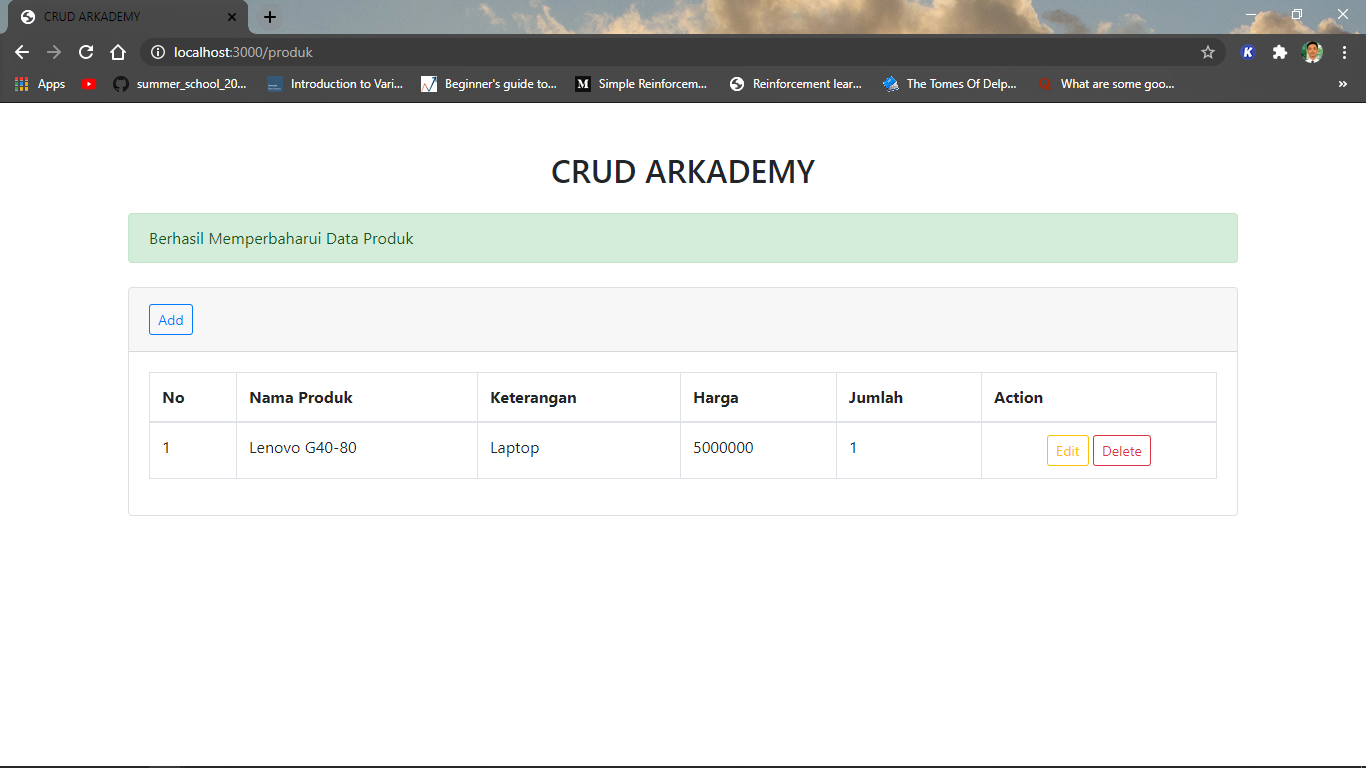 CRUD ARKADEMY
localhost:3000/produk
Apps summer_school_20... Introduction to Vari... Beginner's guide to... M Simple Reinforcem... Reinforcement lear... The Tomes Of Delp... What are some goo... »
CRUD ARKADEMY
Berhasil Memperbaharui Data Produk
Add
No Nama Produk Keterangan Harga Jumlah Action
1 Lenovo G40-80 Laptop 5000000 1 Edit Delete